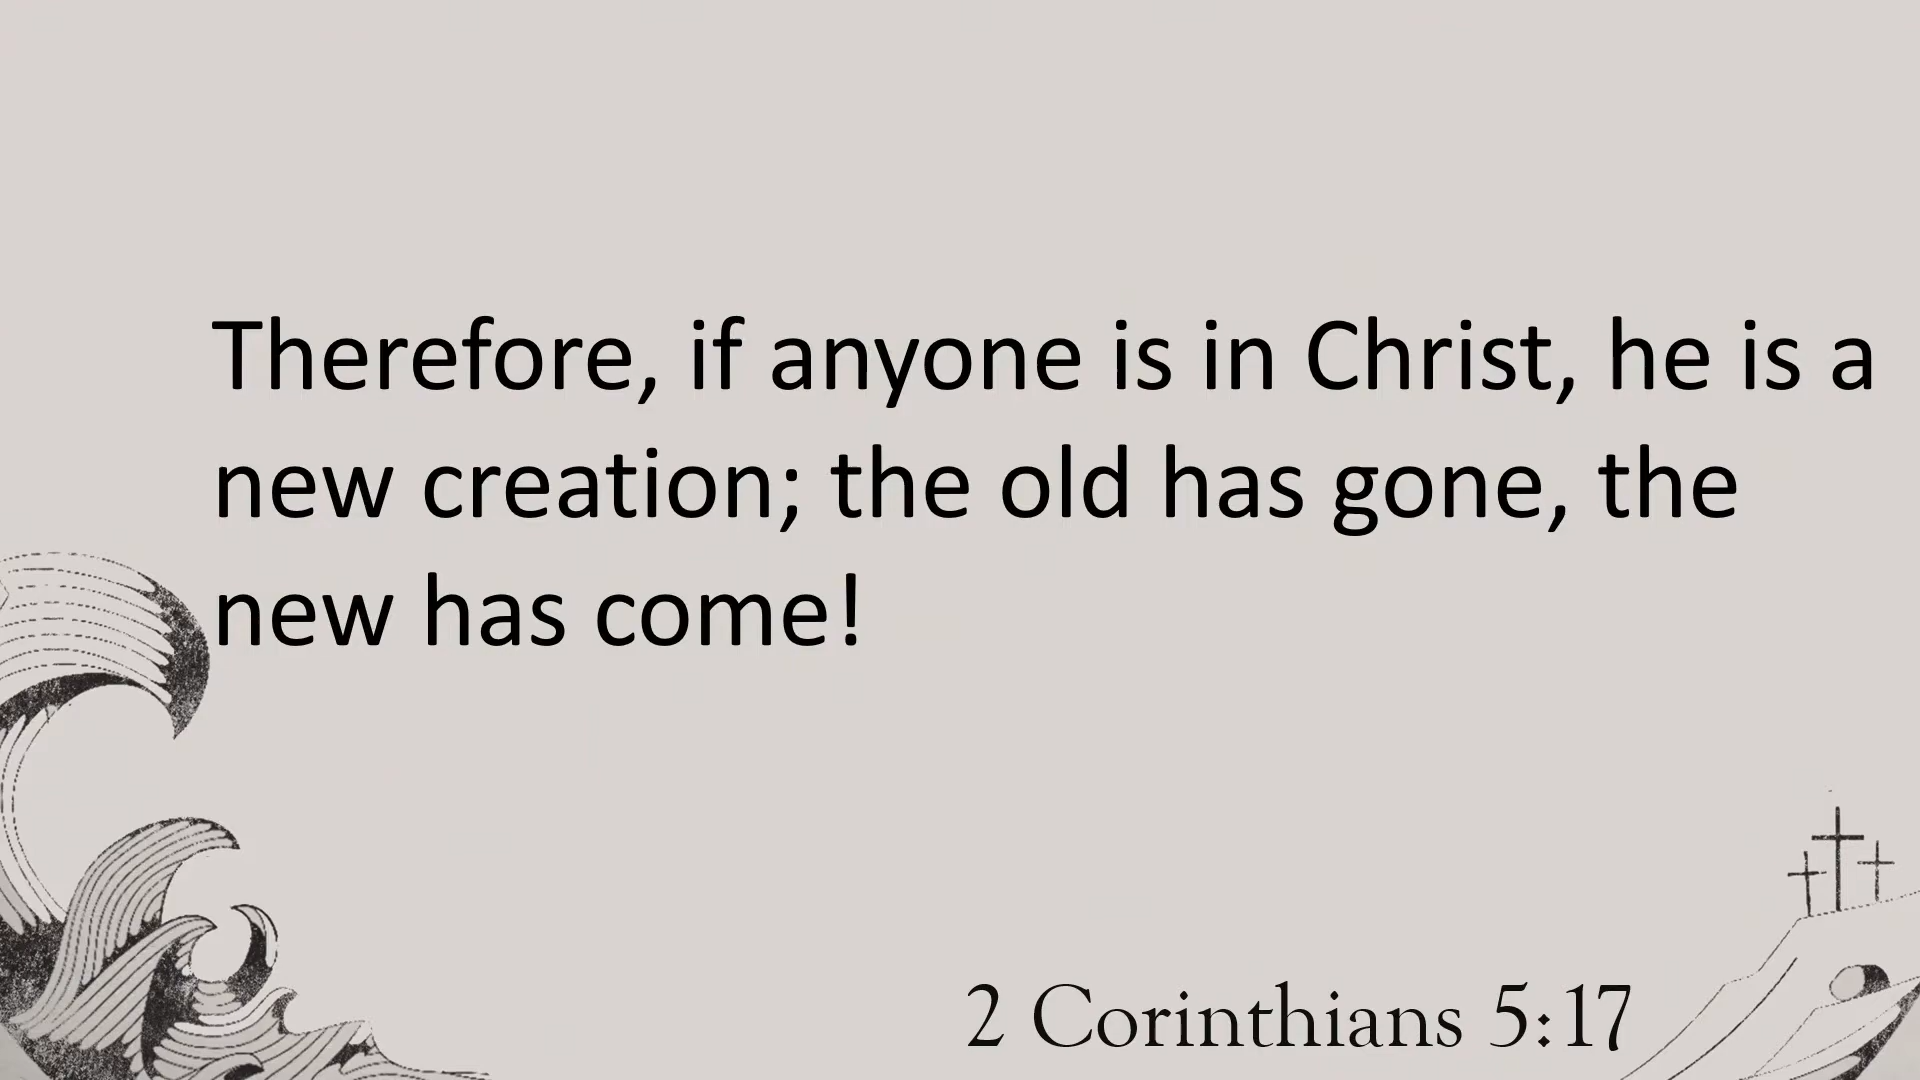 Therefore, if anyone is in Christ, he is a
new creation; the old has gone, the
new has come!
2 Corinthians 5:17